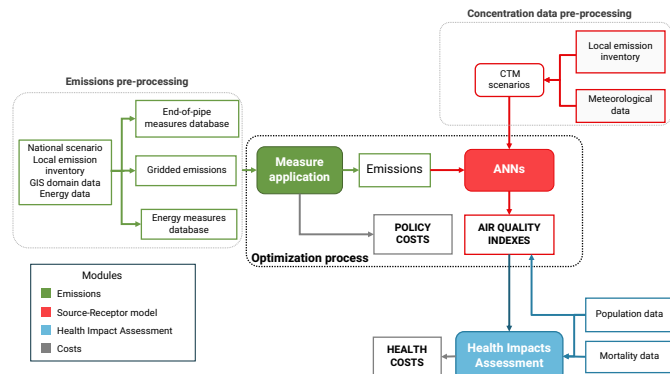 Concentration data pre-processing
Local emission
inventory
CTM
scenarios
Meteorological
data
Emissions pre-processing
End-of-pipe
measures database
National scenario
Local emission
inventory
GIS domain data
Energy data
Gridded emissions
Energy measures
database
Measure
application
Emissions
ANNs
POLICY
COSTS
AIR QUALITY
INDEXES
Optimization process
Modules
Emissions
Source-Receptor model
Health Impact Assessment
Costs
HEALTH
COSTS
Health Impacts
Assessment
Population data
Mortality data